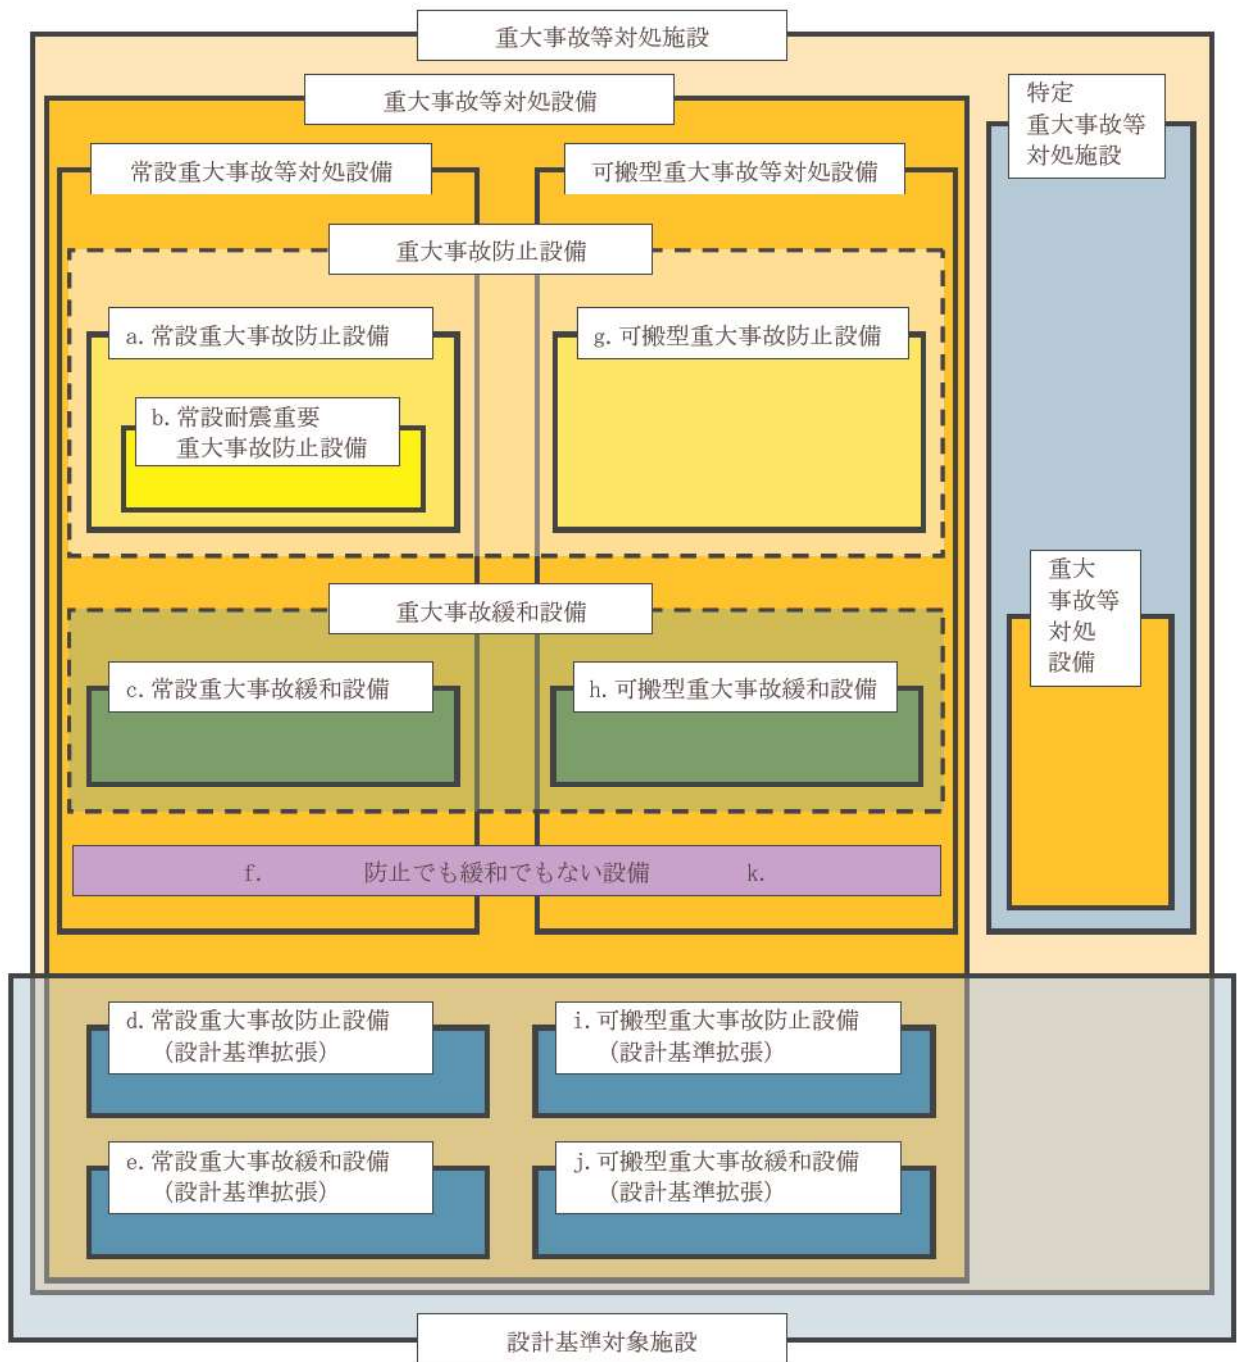 重大事故等対処施設
重大事故等対処設備
特定
重大事故等
対処施設
常設重大事故等対処設備
可搬型重大事故等対処設備
重大事故防止設備
a. 常設重大事故防止設備
g. 可搬型重大事故防止設備
b. 常設耐震重要
重大事故防止設備
重大
事故等
対処
設備
重大事故緩和設備
c. 常設重大事故緩和設備
h. 可搬型重大事故緩和設備
f. 防止でも緩和でもない設備 k.
d. 常設重大事故防止設備
(設計基準拡張)
i. 可搬型重大事故防止設備
(設計基準拡張)
e. 常設重大事故緩和設備
(設計基準拡張)
j. 可搬型重大事故緩和設備
(設計基準拡張)
設計基準対象施設